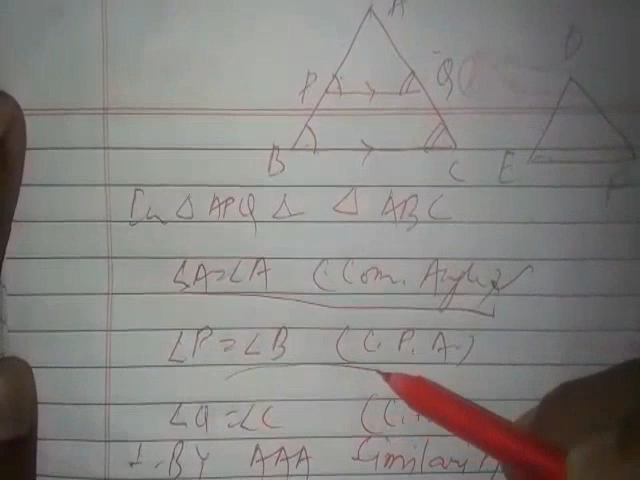 A
P Q D
B C E F
In △ APQ & △ ABC
∠A=∠A (Com. Angle)
∠P=∠B (C.P.A.)
∠Q=∠C (C.
∴ BY AAA Similarity